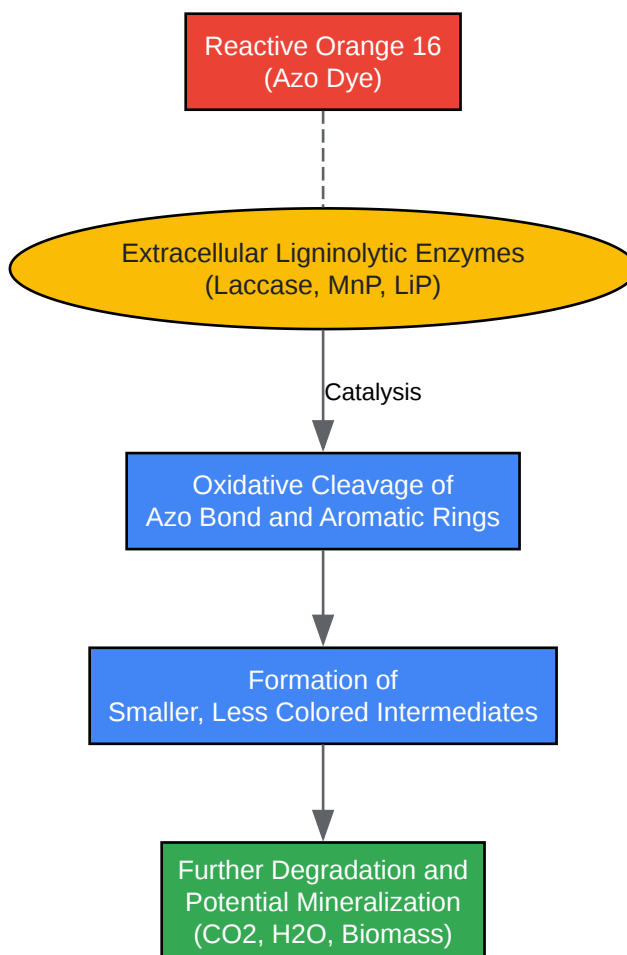 Reactive Orange 16
(Azo Dye)
Extracellular Ligninolytic Enzymes
(Laccase, MnP, LiP)
Catalysis
Oxidative Cleavage of
Azo Bond and Aromatic Rings
Formation of
Smaller, Less Colored Intermediates
Further Degradation and
Potential Mineralization
(CO2, H2O, Biomass)